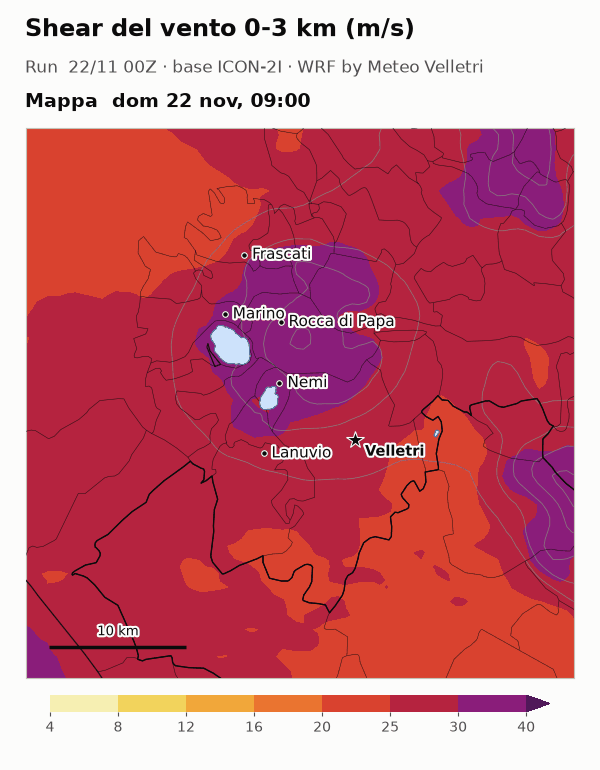 Shear del vento 0-3 km (m/s)
Run  22/11 00Z · base ICON-2I · WRF by Meteo Velletri
Mappa  dom 22 nov, 09:00
Frascati
Marino
Rocca di Papa
Nemi
Velletri
Lanuvio
10 km
4 8 12 16 20 25 30 40